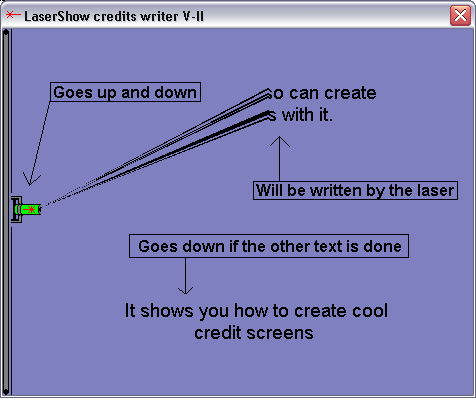 LaserShow credits writer V-II
Goes up and down
so can create
s with it.
Will be written by the laser
Goes down if the other text is done
It shows you how to create cool
credit screens